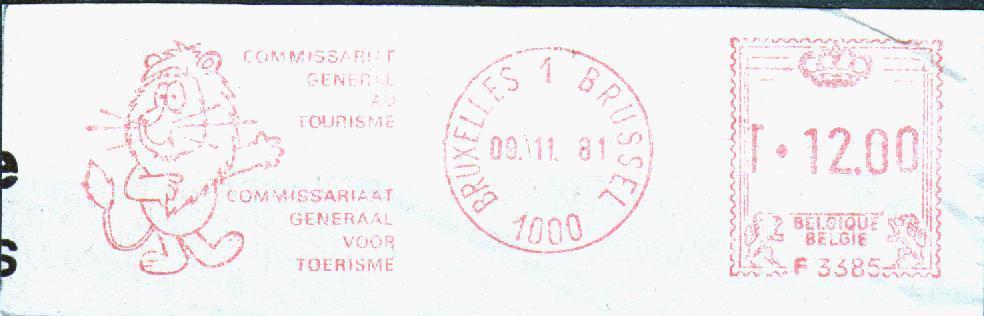 COMMISSARIAT
GENERAL
AU
TOURISME
COMMISSARIAAT
GENERAAL
VOOR
TOERISME
BRUXELLES 1 BRUSSEL
09.11.81
1000
T·12.00
BELGIQUE
BELGIE
F 3385
e
s